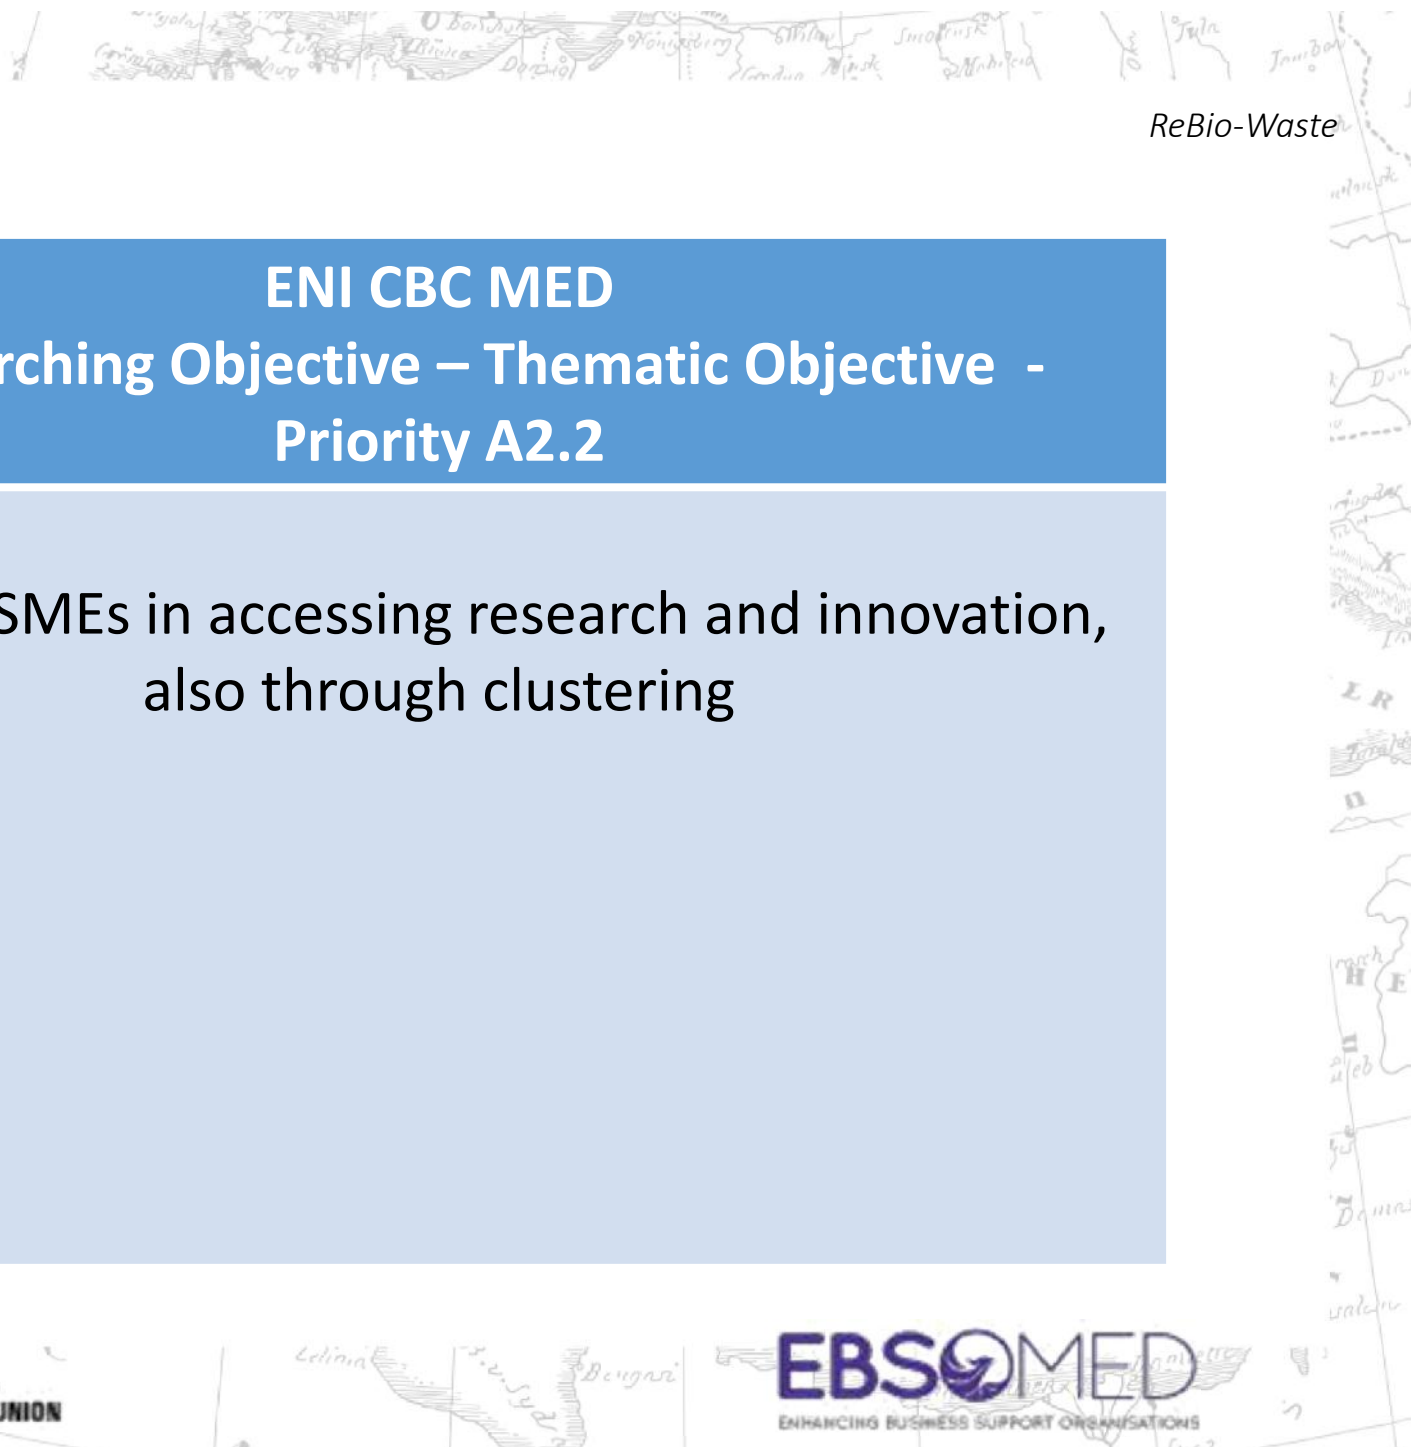 ReBio-Waste
ENI CBC MED
rching Objective – Thematic Objective -
Priority A2.2
SMEs in accessing research and innovation,
also through clustering
EBSOMED
ENHANCING BUSINESS SUPPORT ORGANISATIONS
UNION